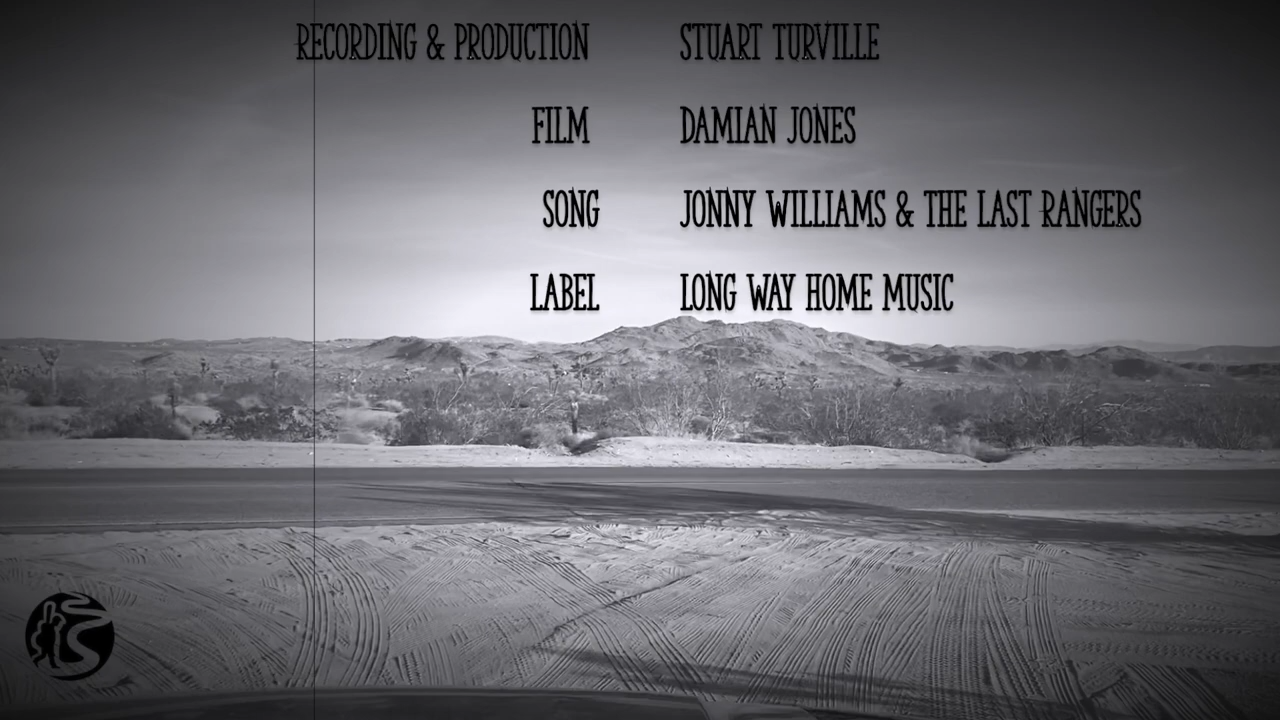 RECORDING & PRODUCTION STUART TURVILLE
FILM DAMIAN JONES
SONG JONNY WILLIAMS & THE LAST RANGERS
LABEL LONG WAY HOME MUSIC